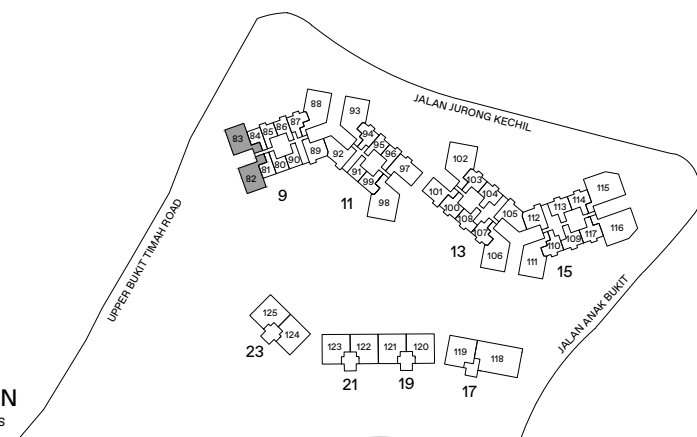 JALAN JURONG KECHIL
UPPER BUKIT TIMAH ROAD
JALAN ANAK BUKIT
83 84 85 86 87 88
82 81 80 90 89
9
93 94 95 96 97
92 91 99 98
11
102 103 104 105
101 100 108 107 106
13
112 113 114 115
111 110 109 117 116
15
125 124
23
123 122
21
121 120
19
119 118
17
N
s